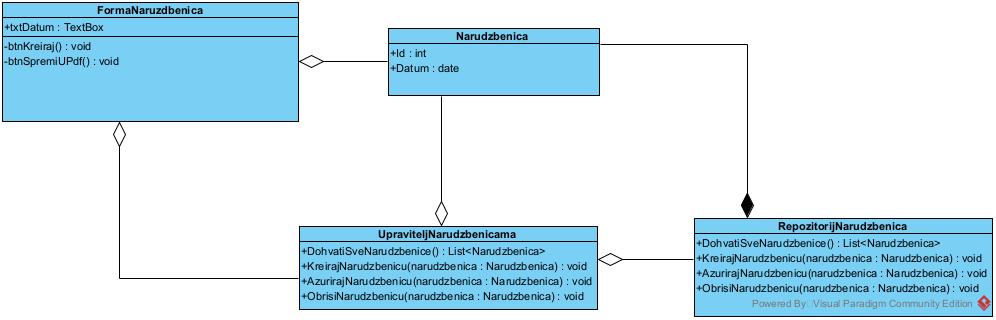 FormaNaruzdbenica
+txtDatum : TextBox
-btnKreiraj() : void
-btnSpremiUPdf() : void
Narudzbenica
+Id : int
+Datum : date
UpraviteljNarudzbenicama
+DohvatiSveNarudzbenice() : List<Narudzbenica>
+KreirajNarudzbenicu(narudzbenica : Narudzbenica) : void
+AzurirajNarudzbenicu(narudzbenica : Narudzbenica) : void
+ObrisiNarudzbenicu(narudzbenica : Narudzbenica) : void
RepozitorijNarudzbenica
+DohvatiSveNarudzbenice() : List<Narudzbenica>
+KreirajNarudzbenicu(narudzbenica : Narudzbenica) : void
+AzurirajNarudzbenicu(narudzbenica : Narudzbenica) : void
+ObrisiNarudzbenicu(narudzbenica : Narudzbenica) : void
Powered By Visual Paradigm Community Edition